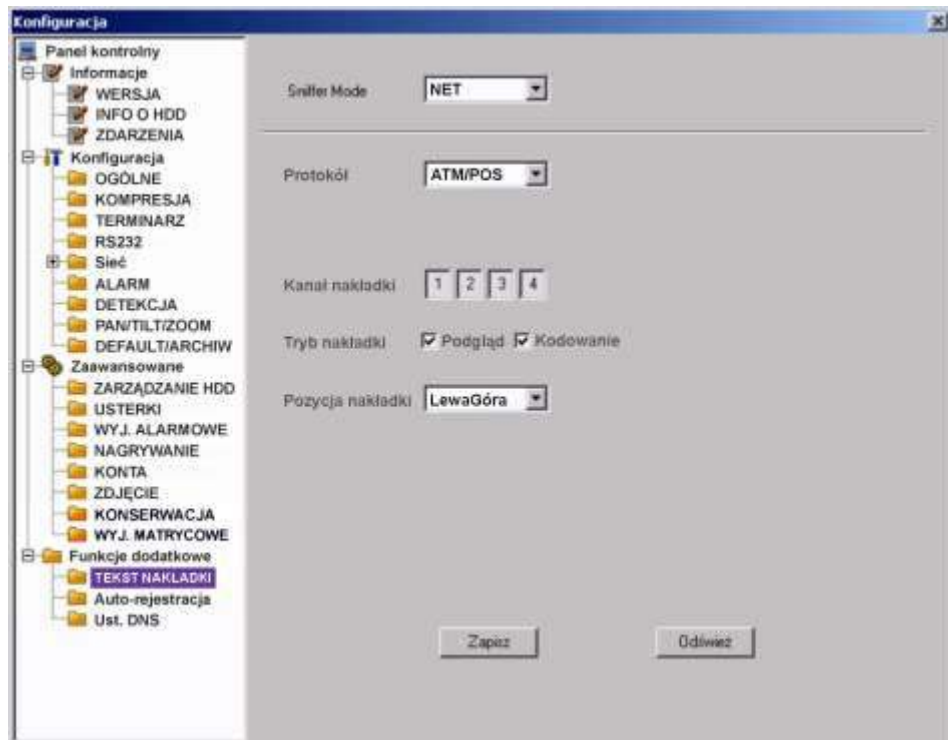 Konfiguracja
Panel kontrolny
Informacje
WERSJA
INFO O HDD
ZDARZENIA
Konfiguracja
OGÓLNE
KOMPRESJA
TERMINARZ
RS232
Sieć
ALARM
DETEKCJA
PAN/TILT/ZOOM
DEFAULT/ARCHIW
Zaawansowane
ZARZĄDZANIE HDD
USTERKI
WYJ. ALARMOWE
NAGRYWANIE
KONTA
ZDJĘCIE
KONSERWACJA
WYJ. MATRYCOWE
Funkcje dodatkowe
TEKST NAKŁADKI
Auto-rejestracja
Ust. DNS
Sniffer Mode NET
Protokół ATM/POS
Kanał nakładki 1 2 3 4
Tryb nakładki Podgląd Kodowanie
Pozycja nakładki LewaGóra
Zapisz Odśwież